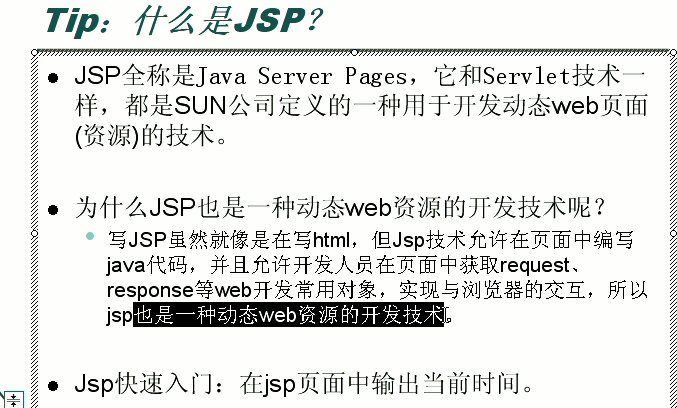 Tip：什么是JSP？
JSP全称是Java Server Pages，它和Servlet技术一
样，都是SUN公司定义的一种用于开发动态web页面
(资源)的技术。
为什么JSP也是一种动态web资源的开发技术呢？
写JSP虽然就像是在写html，但Jsp技术允许在页面中编写
java代码，并且允许开发人员在页面中获取request、
response等web开发常用对象，实现与浏览器的交互，所以
jsp也是一种动态web资源的开发技术。
Jsp快速入门：在jsp页面中输出当前时间。